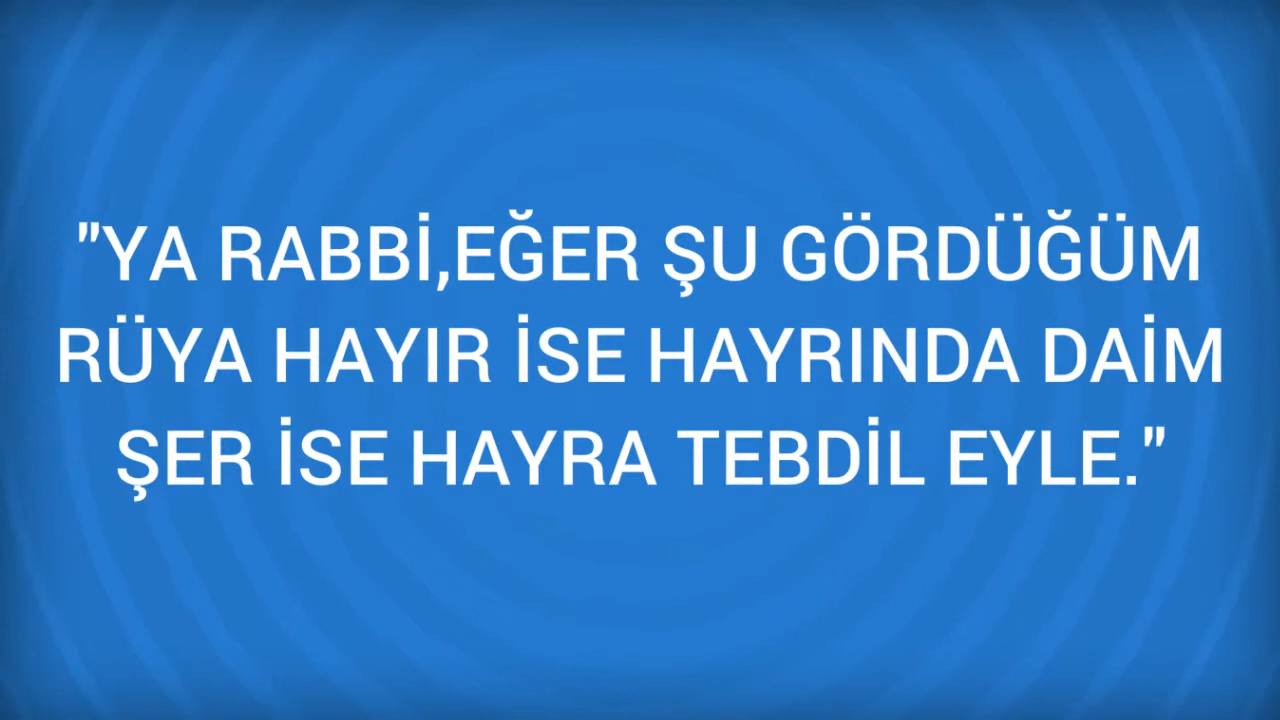 "YA RABBİ,EĞER ŞU GÖRDÜĞÜM
RÜYA HAYIR İSE HAYRINDA DAİM
ŞER İSE HAYRA TEBDİL EYLE."